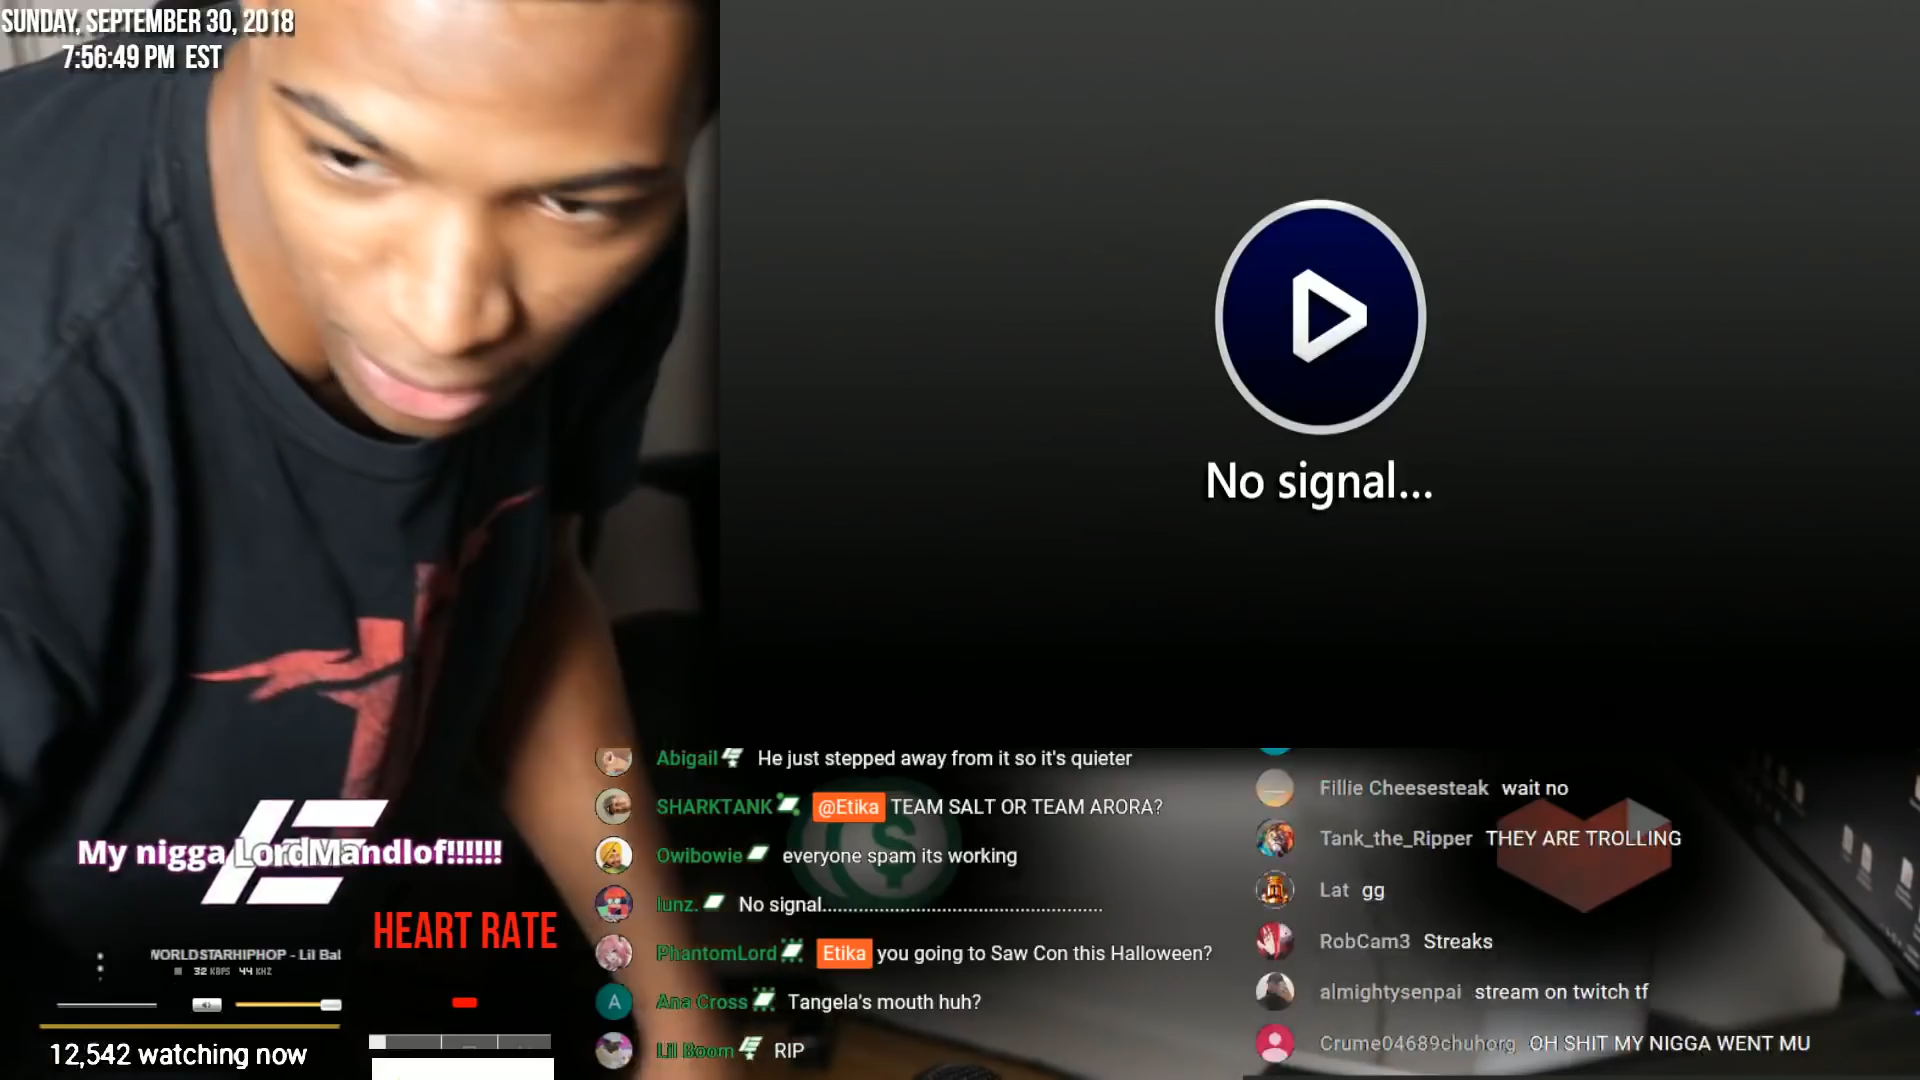 SUNDAY, SEPTEMBER 30, 2018
7:56:49 PM EST
No signal...
My nigga LordMandlof!!!!!!
HEART RATE
WORLDSTARHIPHOP - Lil Bal
32 KBPS 44 KHZ
12,542 watching now
Abigail He just stepped away from it so it's quieter
SHARKTANK @Etika TEAM SALT OR TEAM ARORA?
Owibowie everyone spam its working
lunz. No signal....................................................
PhantomLord Etika you going to Saw Con this Halloween?
A Ana Cross Tangela's mouth huh?
Lil Boom RIP
Fillie Cheesesteak wait no
Tank_the_Ripper THEY ARE TROLLING
Lat gg
RobCam3 Streaks
almightysenpai stream on twitch tf
Crume04689chuhorg OH SHIT MY NIGGA WENT MU